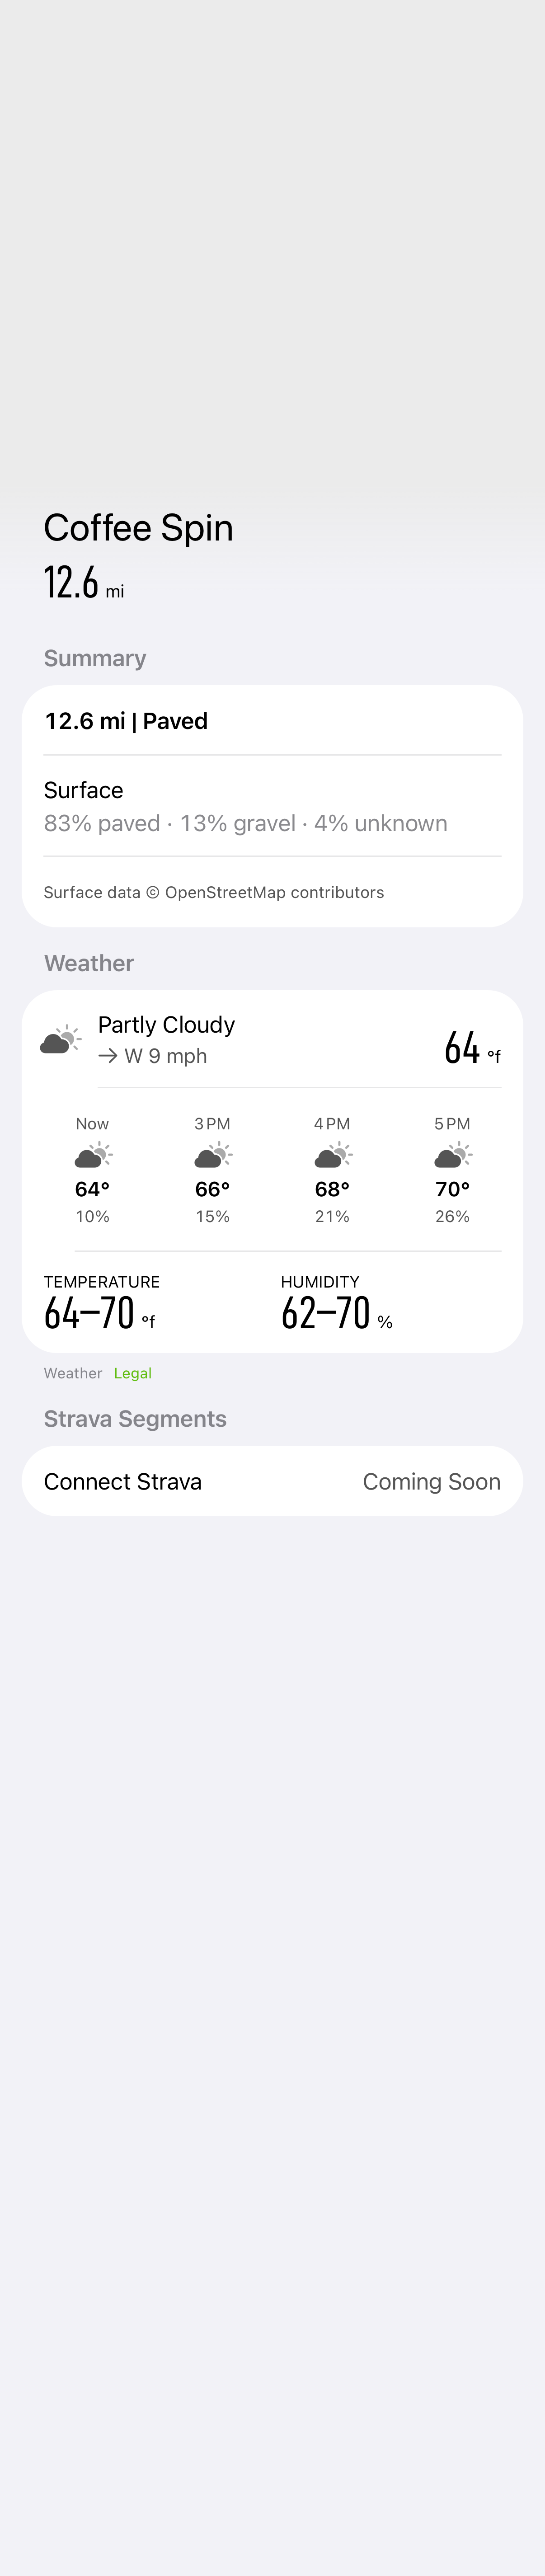 Coffee Spin
12.6 mi
Summary
12.6 mi | Paved
Surface
83% paved · 13% gravel · 4% unknown
Surface data © OpenStreetMap contributors
Weather
Partly Cloudy
→ W 9 mph
64 °f
Now 3 PM 4 PM 5 PM
64° 66° 68° 70°
10% 15% 21% 26%
TEMPERATURE HUMIDITY
64–70 °f 62–70 %
Weather Legal
Strava Segments
Connect Strava Coming Soon